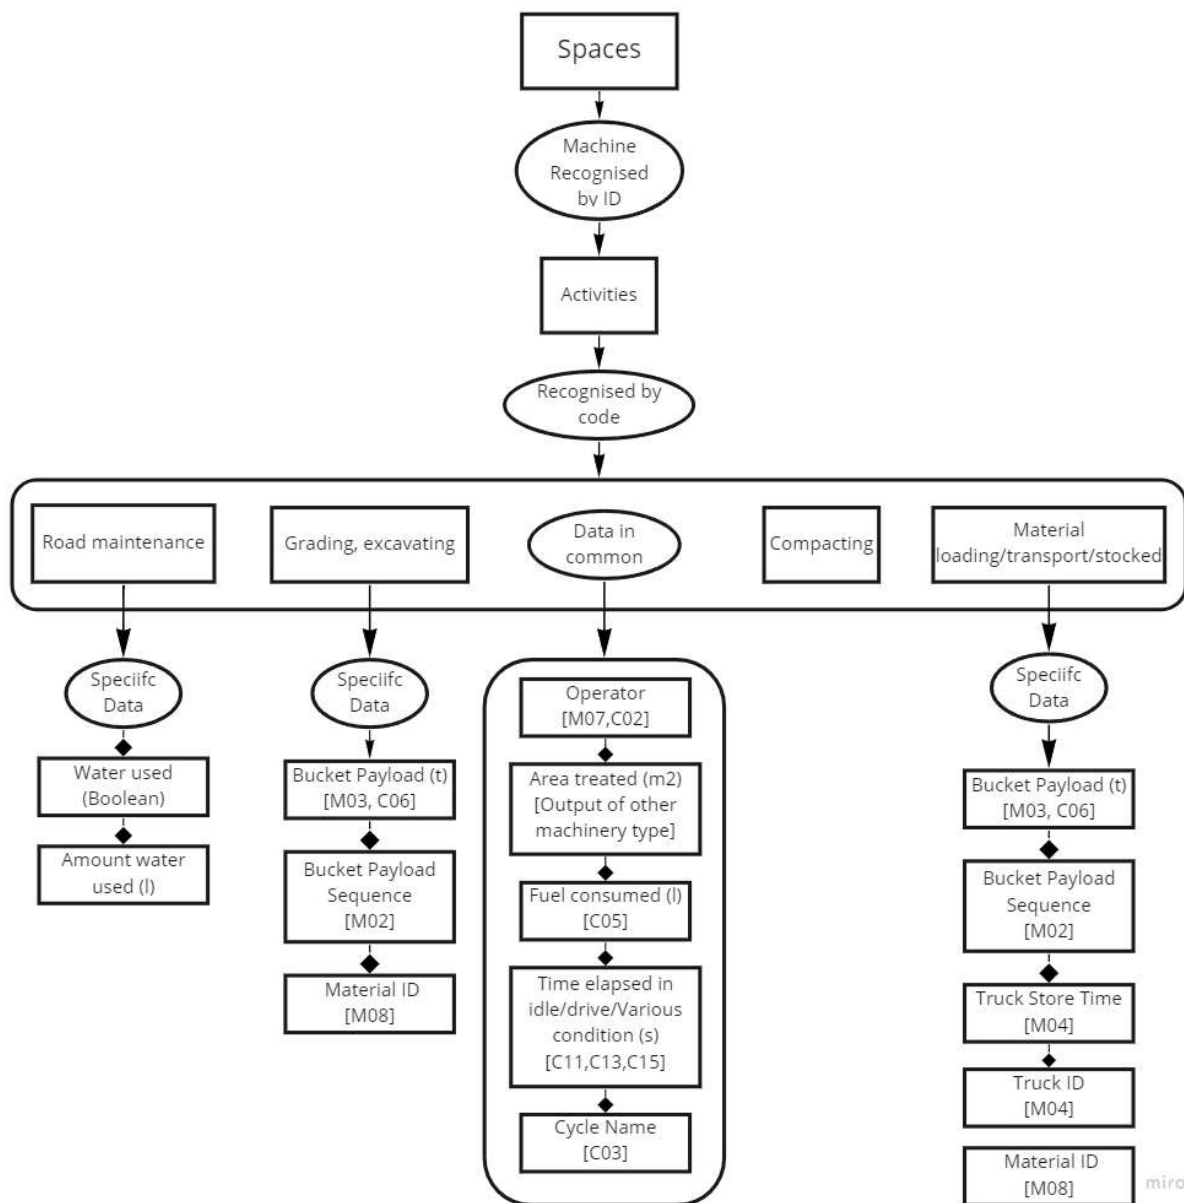 Spaces
Machine
Recognised
by ID
Activities
Recognised by
code
Road maintenance
Grading, excavating
Data in
common
Compacting
Material
loading/transport/stocked
Speciifc
Data
Water used
(Boolean)
Amount water
used (l)
Speciifc
Data
Bucket Payload (t)
[M03, C06]
Bucket Payload
Sequence
[M02]
Material ID
[M08]
Operator
[M07,C02]
Area treated (m2)
[Output of other
machinery type]
Fuel consumed (l)
[C05]
Time elapsed in
idle/drive/Various
condition (s)
[C11,C13,C15]
Cycle Name
[C03]
Speciifc
Data
Bucket Payload (t)
[M03, C06]
Bucket Payload
Sequence
[M02]
Truck Store Time
[M04]
Truck ID
[M04]
Material ID
[M08]
miro